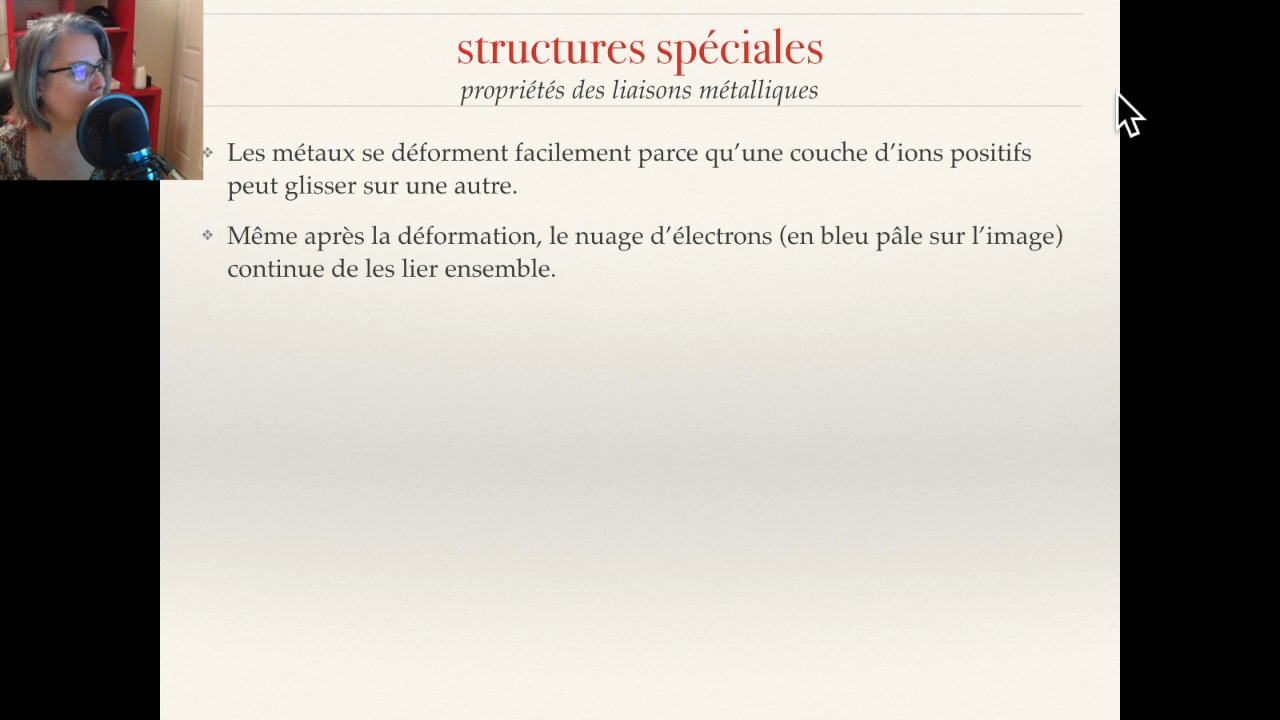 structures spéciales
propriétés des liaisons métalliques
Les métaux se déforment facilement parce qu’une couche d’ions positifs
peut glisser sur une autre.
Même après la déformation, le nuage d’électrons (en bleu pâle sur l’image)
continue de les lier ensemble.